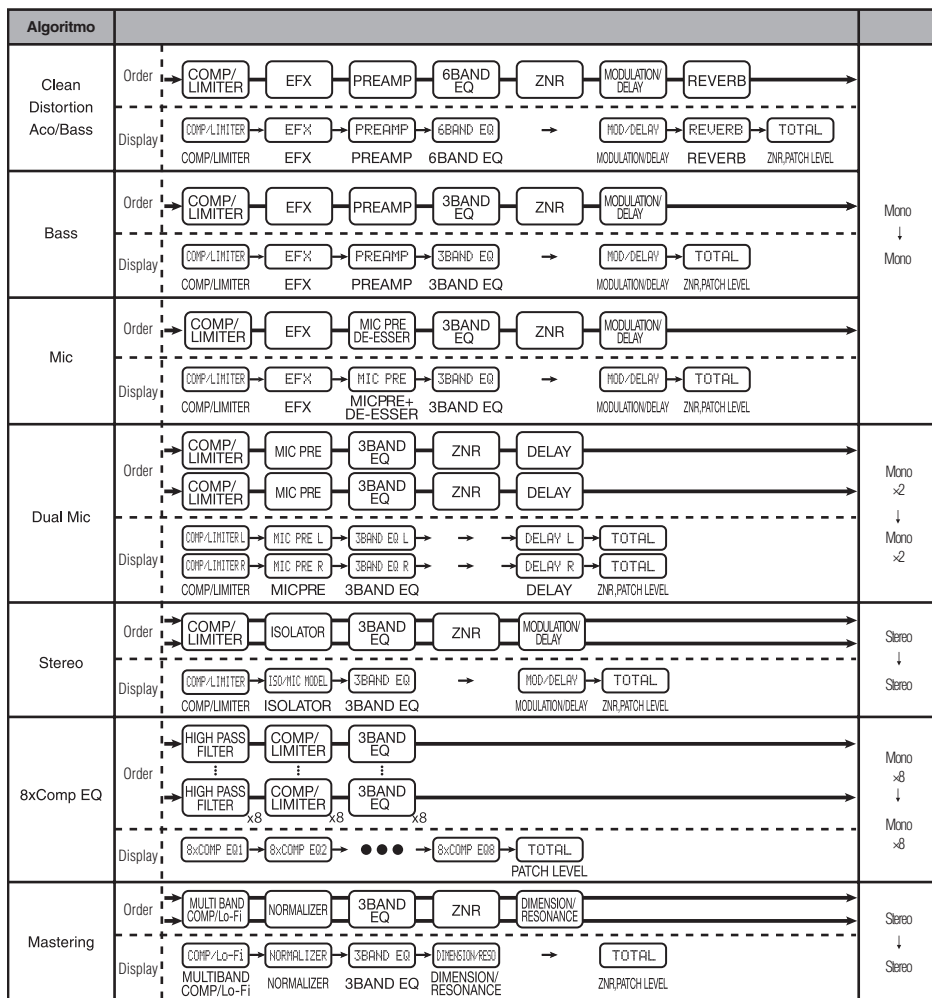 Algoritmo
Clean
Distortion
Aco/Bass
Order
COMP/
LIMITER
EFX
PREAMP
6BAND
EQ
ZNR
MODULATION/
DELAY
REVERB
Display
COMP/LIMITER
EFX
PREAMP
6BAND EQ
MOD/DELAY
REVERB
TOTAL
COMP/LIMITER
EFX
PREAMP
6BAND EQ
MODULATION/DELAY
REVERB
ZNR,PATCH LEVEL
Mono
↓
Mono
Bass
Order
COMP/
LIMITER
EFX
PREAMP
3BAND
EQ
ZNR
MODULATION/
DELAY
Display
COMP/LIMITER
EFX
PREAMP
3BAND EQ
MOD/DELAY
TOTAL
COMP/LIMITER
EFX
PREAMP
3BAND EQ
MODULATION/DELAY
ZNR,PATCH LEVEL
Mic
Order
COMP/
LIMITER
EFX
MIC PRE
DE-ESSER
3BAND
EQ
ZNR
MODULATION/
DELAY
Display
COMP/LIMITER
EFX
MIC PRE
3BAND EQ
MOD/DELAY
TOTAL
COMP/LIMITER
EFX
MICPRE+
DE-ESSER
3BAND EQ
MODULATION/DELAY
ZNR,PATCH LEVEL
Dual Mic
Order
COMP/
LIMITER
MIC PRE
3BAND
EQ
ZNR
DELAY
COMP/
LIMITER
MIC PRE
3BAND
EQ
ZNR
DELAY
Display
COMP/LIMITER L
MIC PRE L
3BAND EQ L
DELAY L
TOTAL
COMP/LIMITER R
MIC PRE R
3BAND EQ R
DELAY R
TOTAL
COMP/LIMITER
MICPRE
3BAND EQ
DELAY
ZNR,PATCH LEVEL
Mono
×2
↓
Mono
×2
Stereo
Order
COMP/
LIMITER
ISOLATOR
3BAND
EQ
ZNR
MODULATION/
DELAY
Display
COMP/LIMITER
ISO/MIC MODEL
3BAND EQ
MOD/DELAY
TOTAL
COMP/LIMITER
ISOLATOR
3BAND EQ
MODULATION/DELAY
ZNR,PATCH LEVEL
Stereo
↓
Stereo
8xComp EQ
Order
HIGH PASS
FILTER
COMP/
LIMITER
3BAND
EQ
HIGH PASS
FILTER
x8
COMP/
LIMITER
x8
3BAND
EQ
x8
Display
8xCOMP EQ1
8xCOMP EQ2
●●●
8xCOMP EQ8
TOTAL
PATCH LEVEL
Mono
×8
↓
Mono
×8
Mastering
Order
MULTI BAND
COMP/Lo-Fi
NORMALIZER
3BAND
EQ
ZNR
DIMENSION/
RESONANCE
Display
COMP/Lo-Fi
NORMALIZER
3BAND EQ
DIMENSION/RESO
TOTAL
MULTIBAND
COMP/Lo-Fi
NORMALIZER
3BAND EQ
DIMENSION/
RESONANCE
ZNR,PATCH LEVEL
Stereo
↓
Stereo